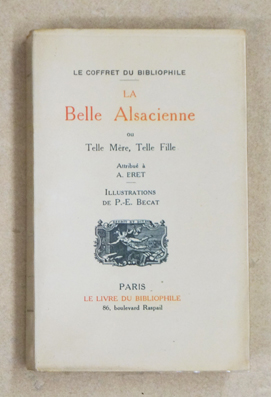 LE COFFRET DU BIBLIOPHILE
LA
Belle Alsacienne
ou
Telle Mère, Telle Fille
Attribué à
A. ERET
ILLUSTRATIONS
DE P.-E. BECAT
PARIS
LE LIVRE DU BIBLIOPHILE
86, boulevard Raspail